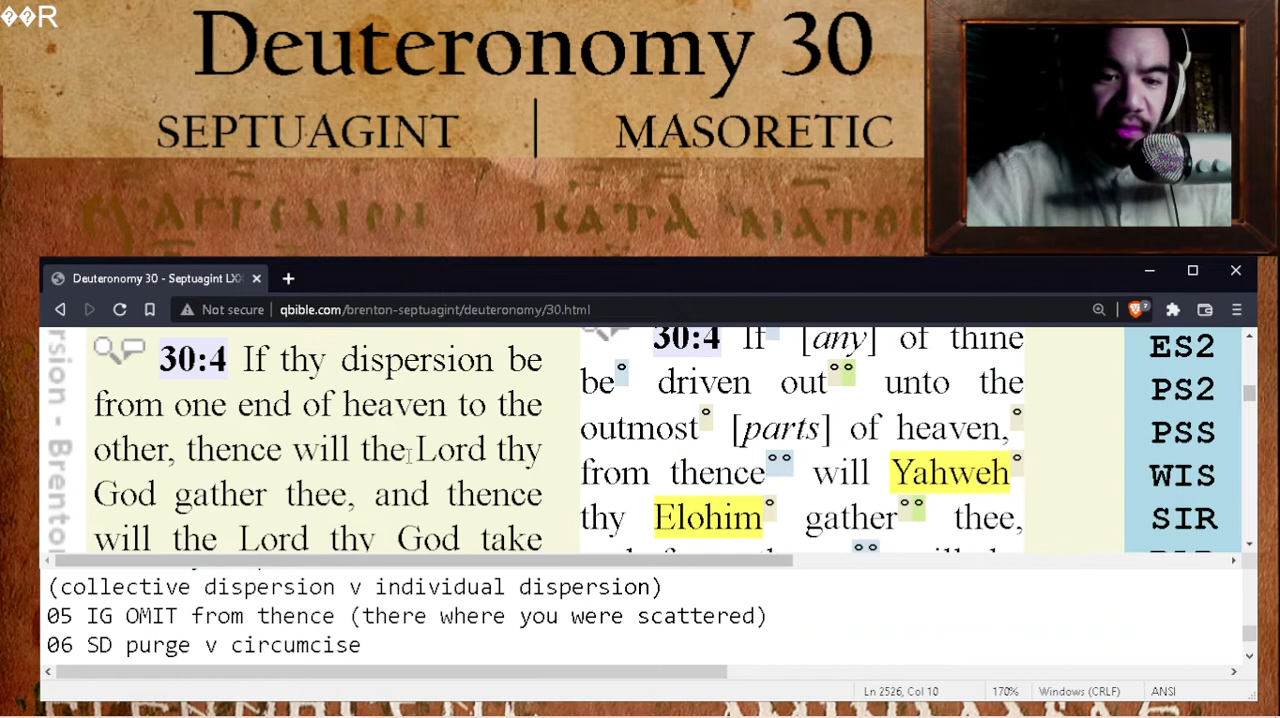 ��R
Deuteronomy 30
SEPTUAGINT | MASORETIC
Deuteronomy 30 - Septuagint LX
Not secure | qbible.com/brenton-septuagint/deuteronomy/30.html
rsion - Brenton
30:4 If thy dispersion be
from one end of heaven to the
other, thence will the Lord thy
God gather thee, and thence
will the Lord thy God take
30:4 If [any] of thine
be° driven out°° unto the
outmost° [parts] of heaven,°
from thence°° will Yahweh°
thy Elohim° gather°° thee,
ES2
PS2
PSS
WIS
SIR
(collective dispersion v individual dispersion)
05 IG OMIT from thence (there where you were scattered)
06 SD purge v circumcise
Ln 2526, Col 10 170% Windows (CRLF) ANSI